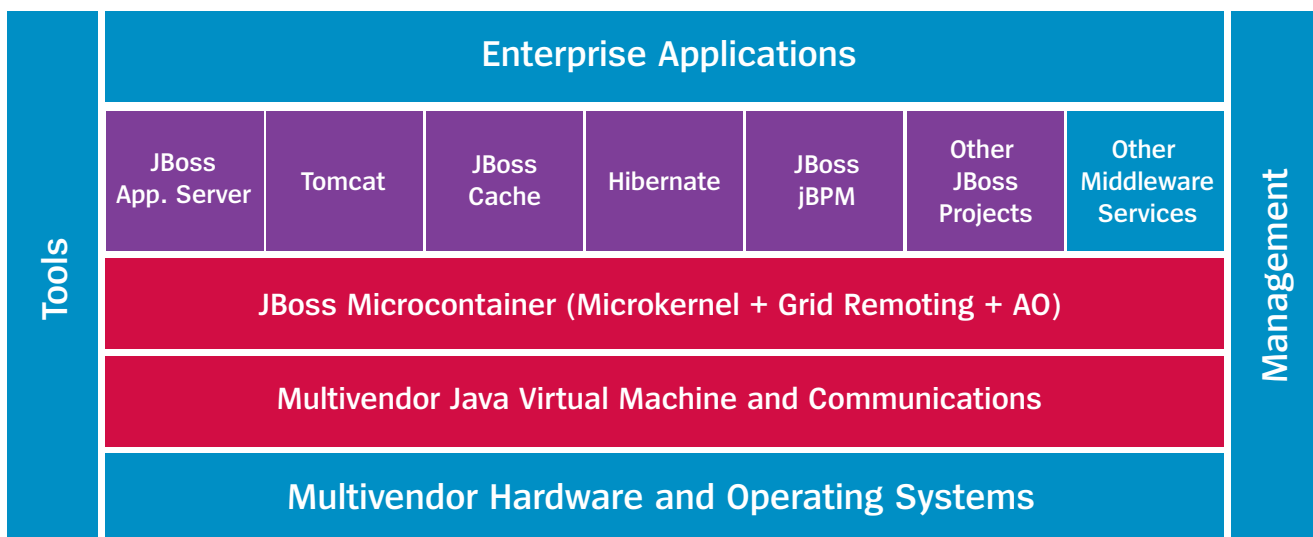 Tools
Enterprise Applications
JBoss
App. Server
Tomcat
JBoss
Cache
Hibernate
JBoss
jBPM
Other
JBoss
Projects
Other
Middleware
Services
JBoss Microcontainer (Microkernel + Grid Remoting + AO)
Multivendor Java Virtual Machine and Communications
Multivendor Hardware and Operating Systems
Management